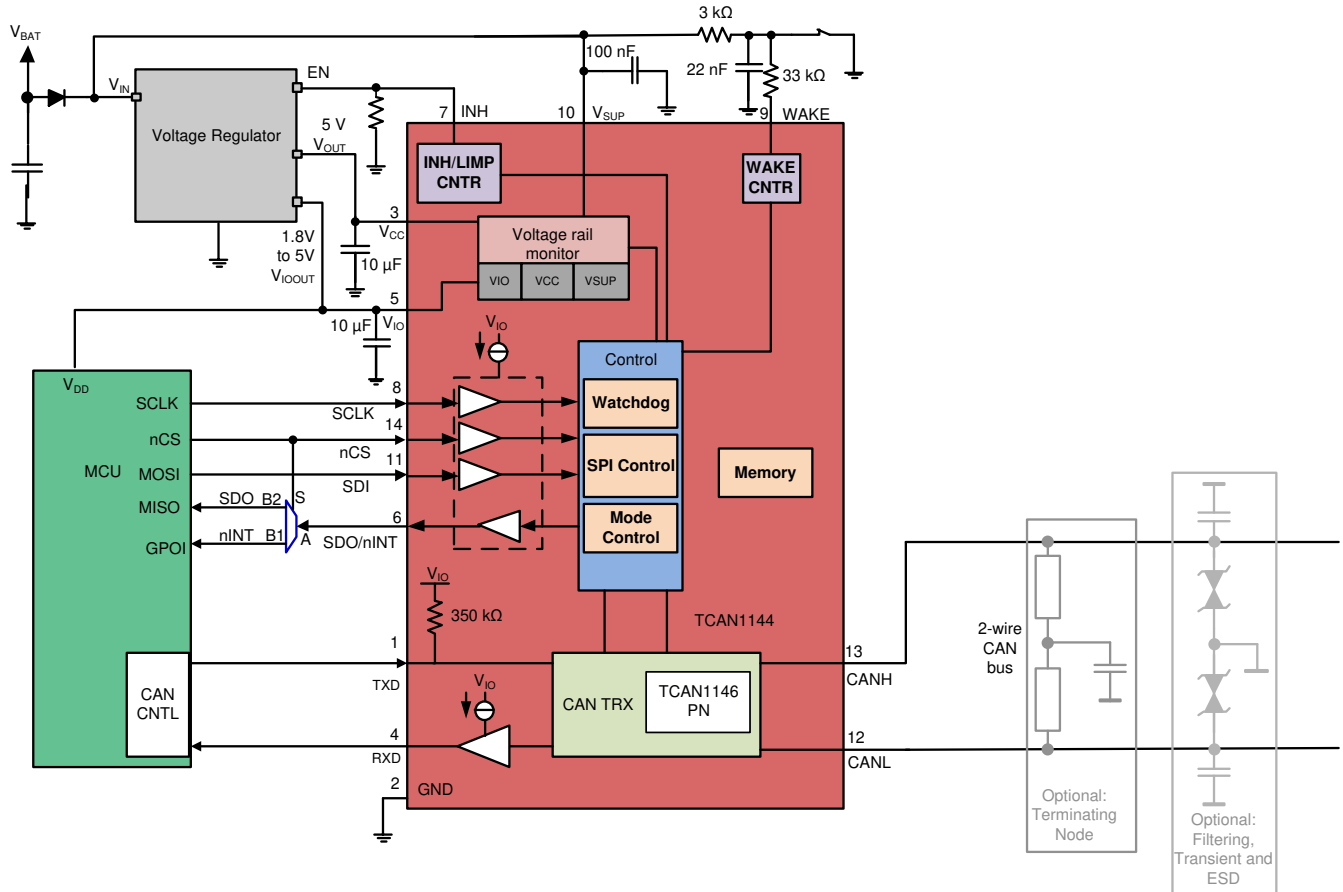 3 kΩ
VBAT
100 nF
22 nF
33 kΩ
VIN
EN
7
INH
10
VSUP
9
WAKE
Voltage Regulator
5 V
VOUT
INH/LIMP
CNTR
WAKE
CNTR
3
VCC
10 µF
Voltage rail
monitor
VIO
VCC
VSUP
1.8V
to 5V
VIOOUT
5
VIO
10 µF
VIO
Control
VDD
SCLK
8
SCLK
Watchdog
nCS
14
nCS
MCU
MOSI
11
SDI
SPI Control
Memory
MISO
SDO
B2
S
6
SDO/nINT
Mode
Control
GPOI
nINT
B1
A
VIO
350 kΩ
TCAN1144
2-wire
CAN
bus
1
TXD
13
CANH
CAN
CNTL
VIO
CAN TRX
TCAN1146
PN
4
RXD
12
CANL
2
GND
Optional:
Terminating
Node
Optional:
Filtering,
Transient and
ESD